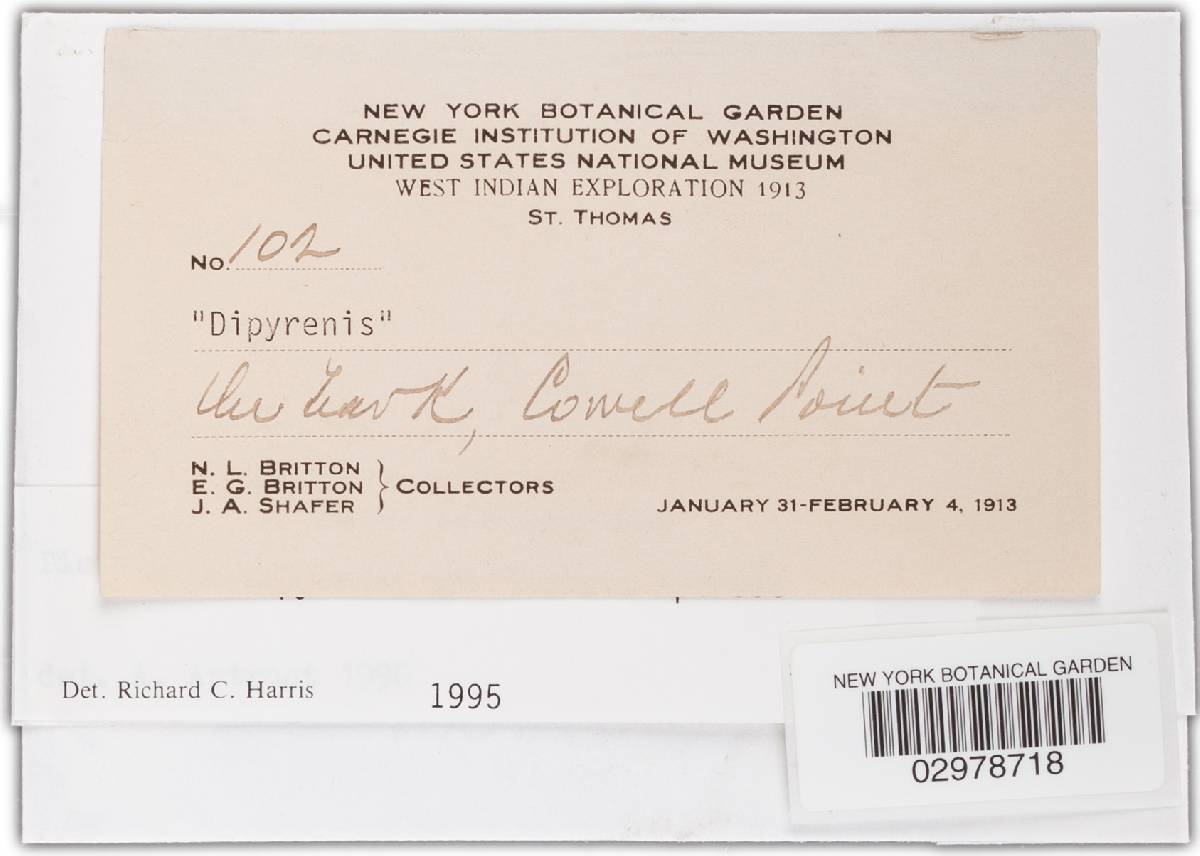 NEW YORK BOTANICAL GARDEN
CARNEGIE INSTITUTION OF WASHINGTON
UNITED STATES NATIONAL MUSEUM
WEST INDIAN EXPLORATION 1913
ST. THOMAS
No. 102
"Dipyrenis"
On bark, Cowell Point
N. L. BRITTON
E. G. BRITTON } COLLECTORS
J. A. SHAFER
JANUARY 31-FEBRUARY 4, 1913
Det. Richard C. Harris 1995
NEW YORK BOTANICAL GARDEN
02978718